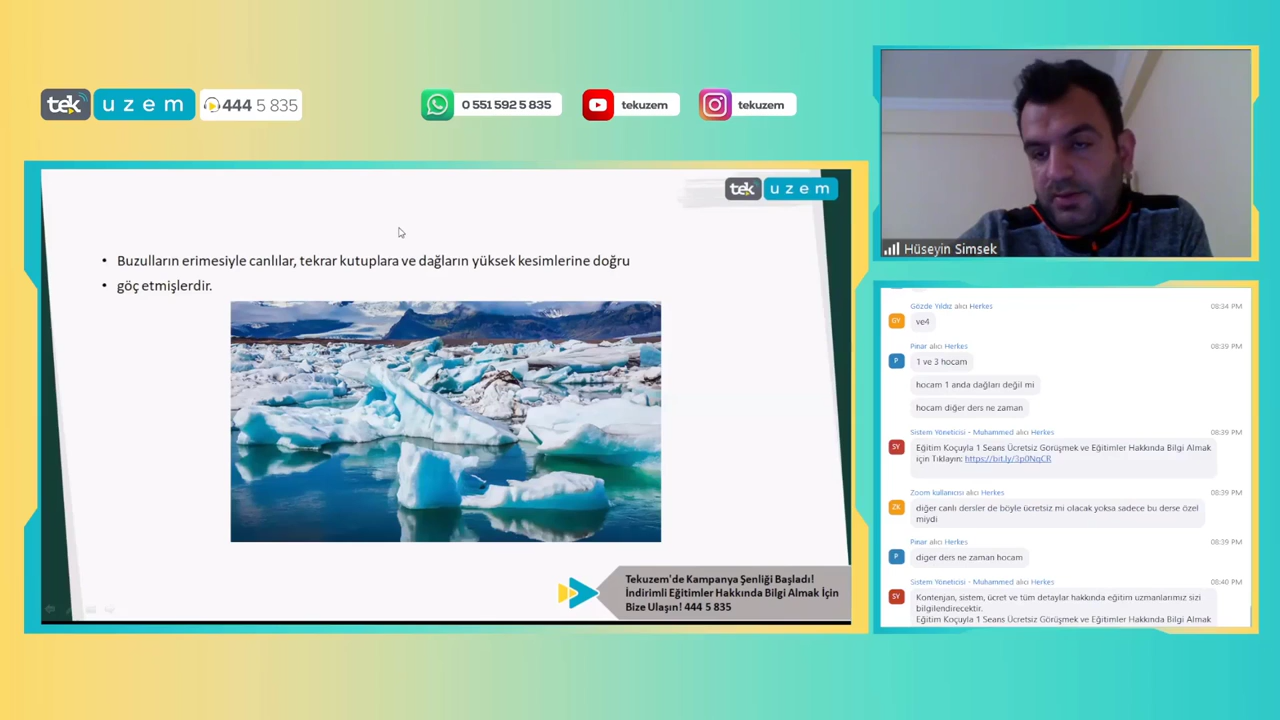 tek uzem 444 5 835
0 551 592 5 835
tekuzem
tekuzem
tek uzem
• Buzulların erimesiyle canlılar, tekrar kutuplara ve dağların yüksek kesimlerine doğru
• göç etmişlerdir.
Tekuzem'de Kampanya Şenliği Başladı!
İndirimli Eğitimler Hakkında Bilgi Almak İçin
Bize Ulaşın! 444 5 835
Hüseyin Simsek
Gözde Yıldız alıcı Herkes 08:34 PM
GY
ve4
Pınar alıcı Herkes 08:39 PM
P
1 ve 3 hocam
hocam 1 anda dağları değil mi
hocam diğer ders ne zaman
Sistem Yöneticisi - Muhammed alıcı Herkes 08:39 PM
SY
Eğitim Koçuyla 1 Seans Ücretsiz Görüşmek ve Eğitimler Hakkında Bilgi Almak
için Tıklayın: https://bit.ly/3p0NqCR
Zoom kullanıcısı alıcı Herkes 08:39 PM
ZK
diğer canlı dersler de böyle ücretsiz mi olacak yoksa sadece bu derse özel
miydi
Pınar alıcı Herkes 08:39 PM
P
diger ders ne zaman hocam
Sistem Yöneticisi - Muhammed alıcı Herkes 08:40 PM
SY
Kontenjan, sistem, ücret ve tüm detaylar hakkında eğitim uzmanlarımız sizi
bilgilendirecektir.
Eğitim Koçuyla 1 Seans Ücretsiz Görüşmek ve Eğitimler Hakkında Bilgi Almak